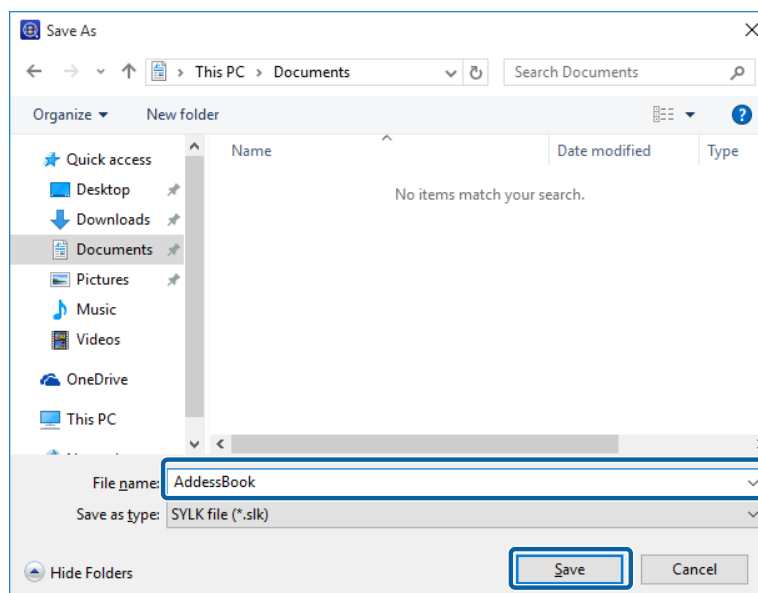 Save As
This PC > Documents
Search Documents
Organize
New folder
?
Quick access
Desktop
Downloads
Documents
Pictures
Music
Videos
OneDrive
This PC
Name
Date modified
Type
No items match your search.
File name:
AddessBook
Save as type:
SYLK file (*.slk)
Hide Folders
Save
Cancel